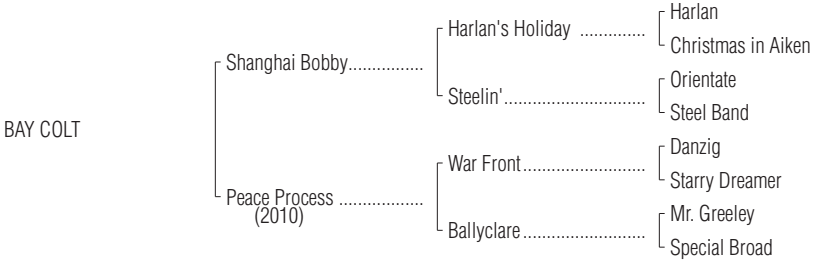 Harlan
Harlan's Holiday ..............
Christmas in Aiken
Shanghai Bobby................
Orientate
Steelin'..............................
Steel Band
BAY COLT
Danzig
War Front..........................
Starry Dreamer
Peace Process ..................
(2010)
Mr. Greeley
Ballyclare..........................
Special Broad